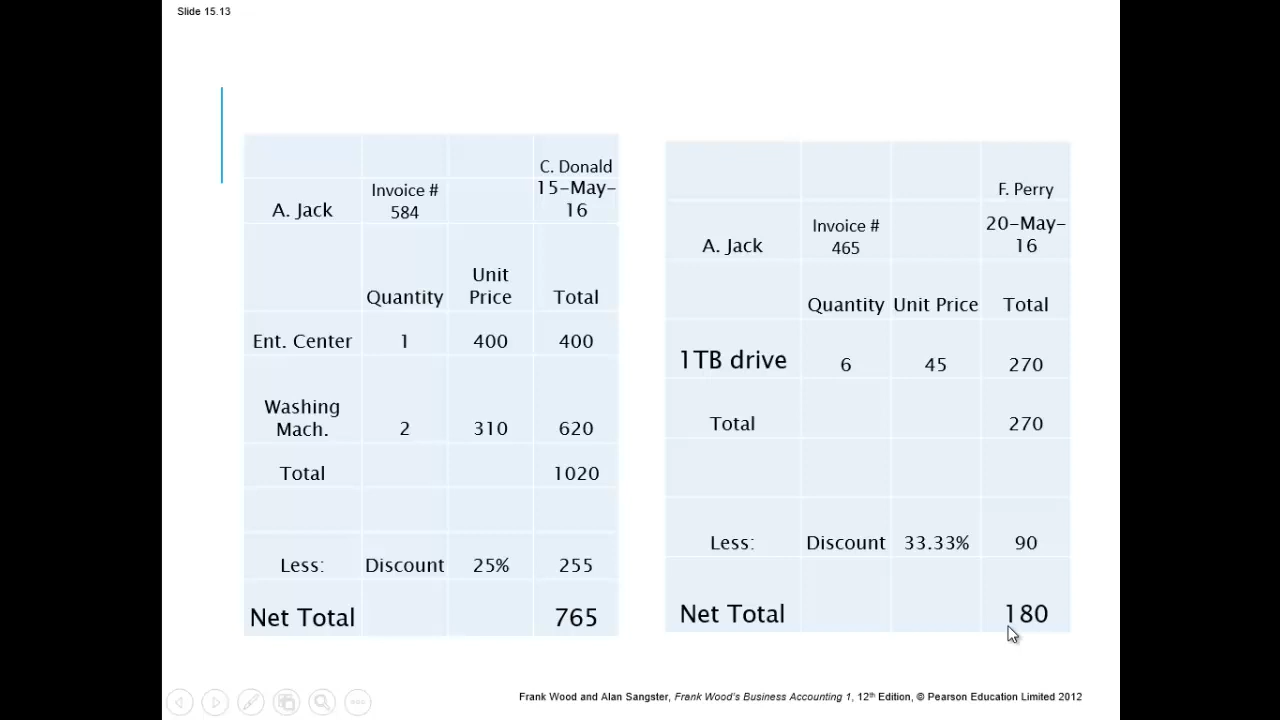 Slide 15.13
C. Donald
A. Jack Invoice # 584 15-May-16
Quantity Unit Price Total
Ent. Center 1 400 400
Washing Mach. 2 310 620
Total 1020
Less: Discount 25% 255
Net Total 765
F. Perry
A. Jack Invoice # 465 20-May-16
Quantity Unit Price Total
1TB drive 6 45 270
Total 270
Less: Discount 33.33% 90
Net Total 180
Frank Wood and Alan Sangster, Frank Wood's Business Accounting 1, 12th Edition, © Pearson Education Limited 2012